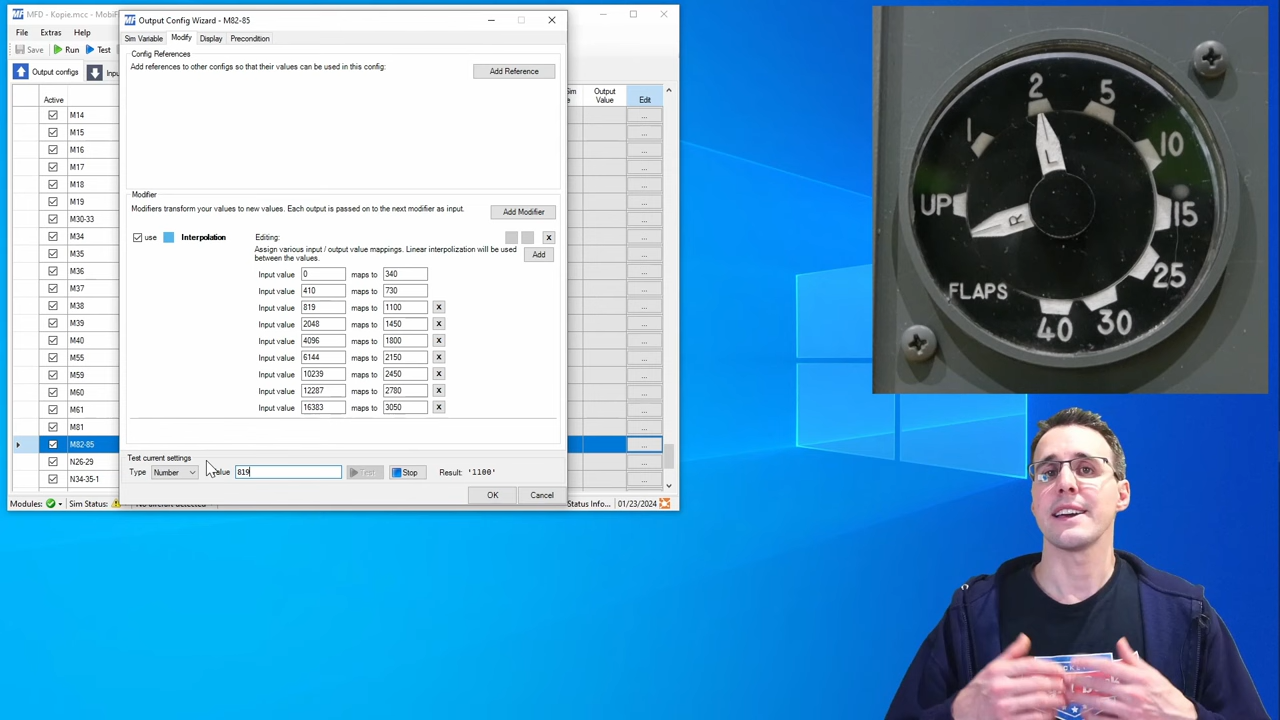 MFD - Kopie.mcc - MobiF
File Extras Help
Save Run Test
Output configs Inpu
Active
Output
Value
Edit
M14
M15
M16
M17
M18
M19
M30-33
M34
M35
M36
M37
M38
M39
M40
M55
M59
M60
M61
M81
M82-85
N26-29
N34-35-1
Modules: Sim Status: No aircraft detected Status Info... 01/23/2024
Output Config Wizard - M82-85
Sim Variable Modify Display Precondition
Config References
Add references to other configs so that their values can be used in this config:
Add Reference
Modifier
Modifiers transform your values to new values. Each output is passed on to the next modifier as input.
Add Modifier
use Interpolation Editing: x
Assign various input / output value mappings. Linear interpolization will be used
between the values.
Add
Input value 0 maps to 340
Input value 410 maps to 730
Input value 819 maps to 1100 X
Input value 2048 maps to 1450 X
Input value 4096 maps to 1800 X
Input value 6144 maps to 2150 X
Input value 10239 maps to 2450 X
Input value 12287 maps to 2780 X
Input value 16383 maps to 3050 X
Test current settings
Type Number value 819 Test Stop Result: '1100'
OK Cancel
UP
1
2
5
10
15
25
30
40
FLAPS
L
R